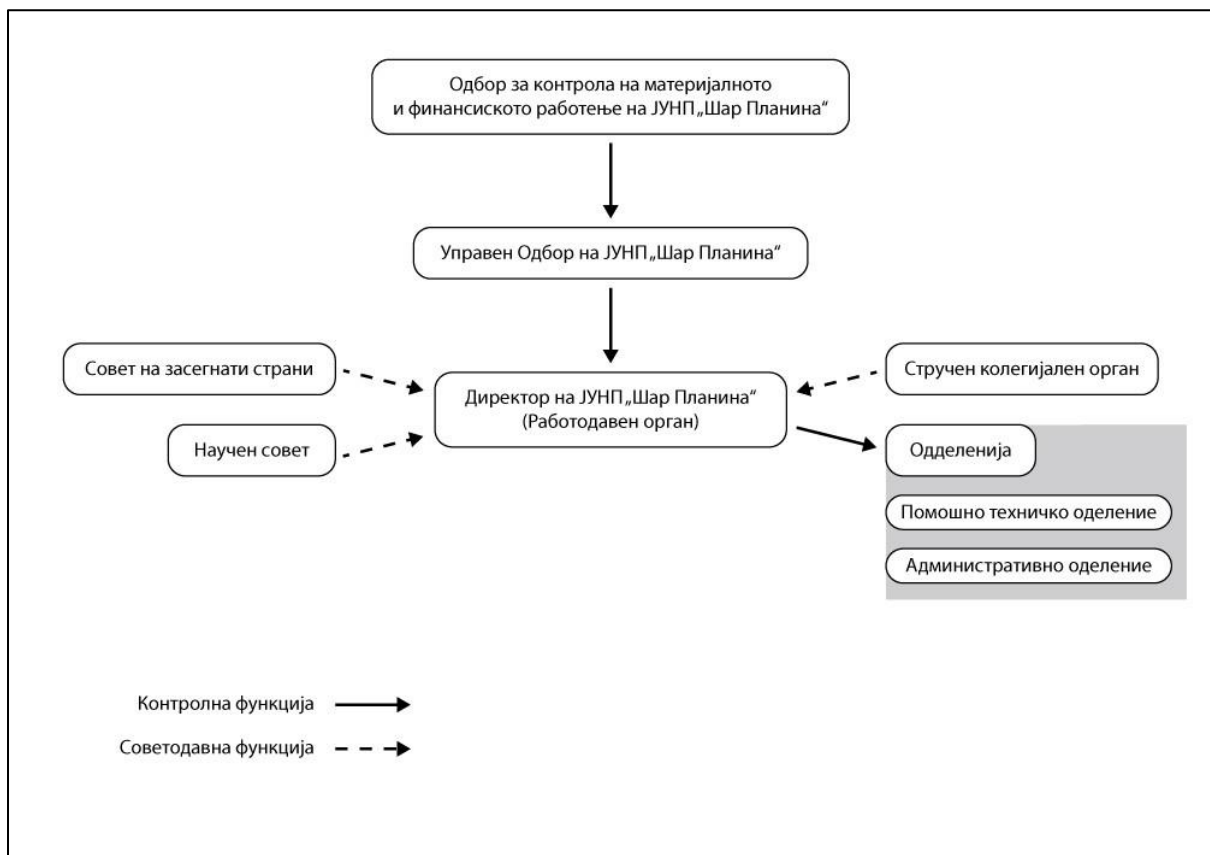 Одбор за контрола на материјалното
и финансиското работење на ЈУНП „Шар Планина“
Управен Одбор на ЈУНП „Шар Планина“
Совет на засегнати страни
Директор на ЈУНП „Шар Планина“
(Работодавен орган)
Стручен колегијален орган
Научен совет
Одделенија
Помошно техничко оделение
Административно оделение
Контролна функција
Советодавна функција